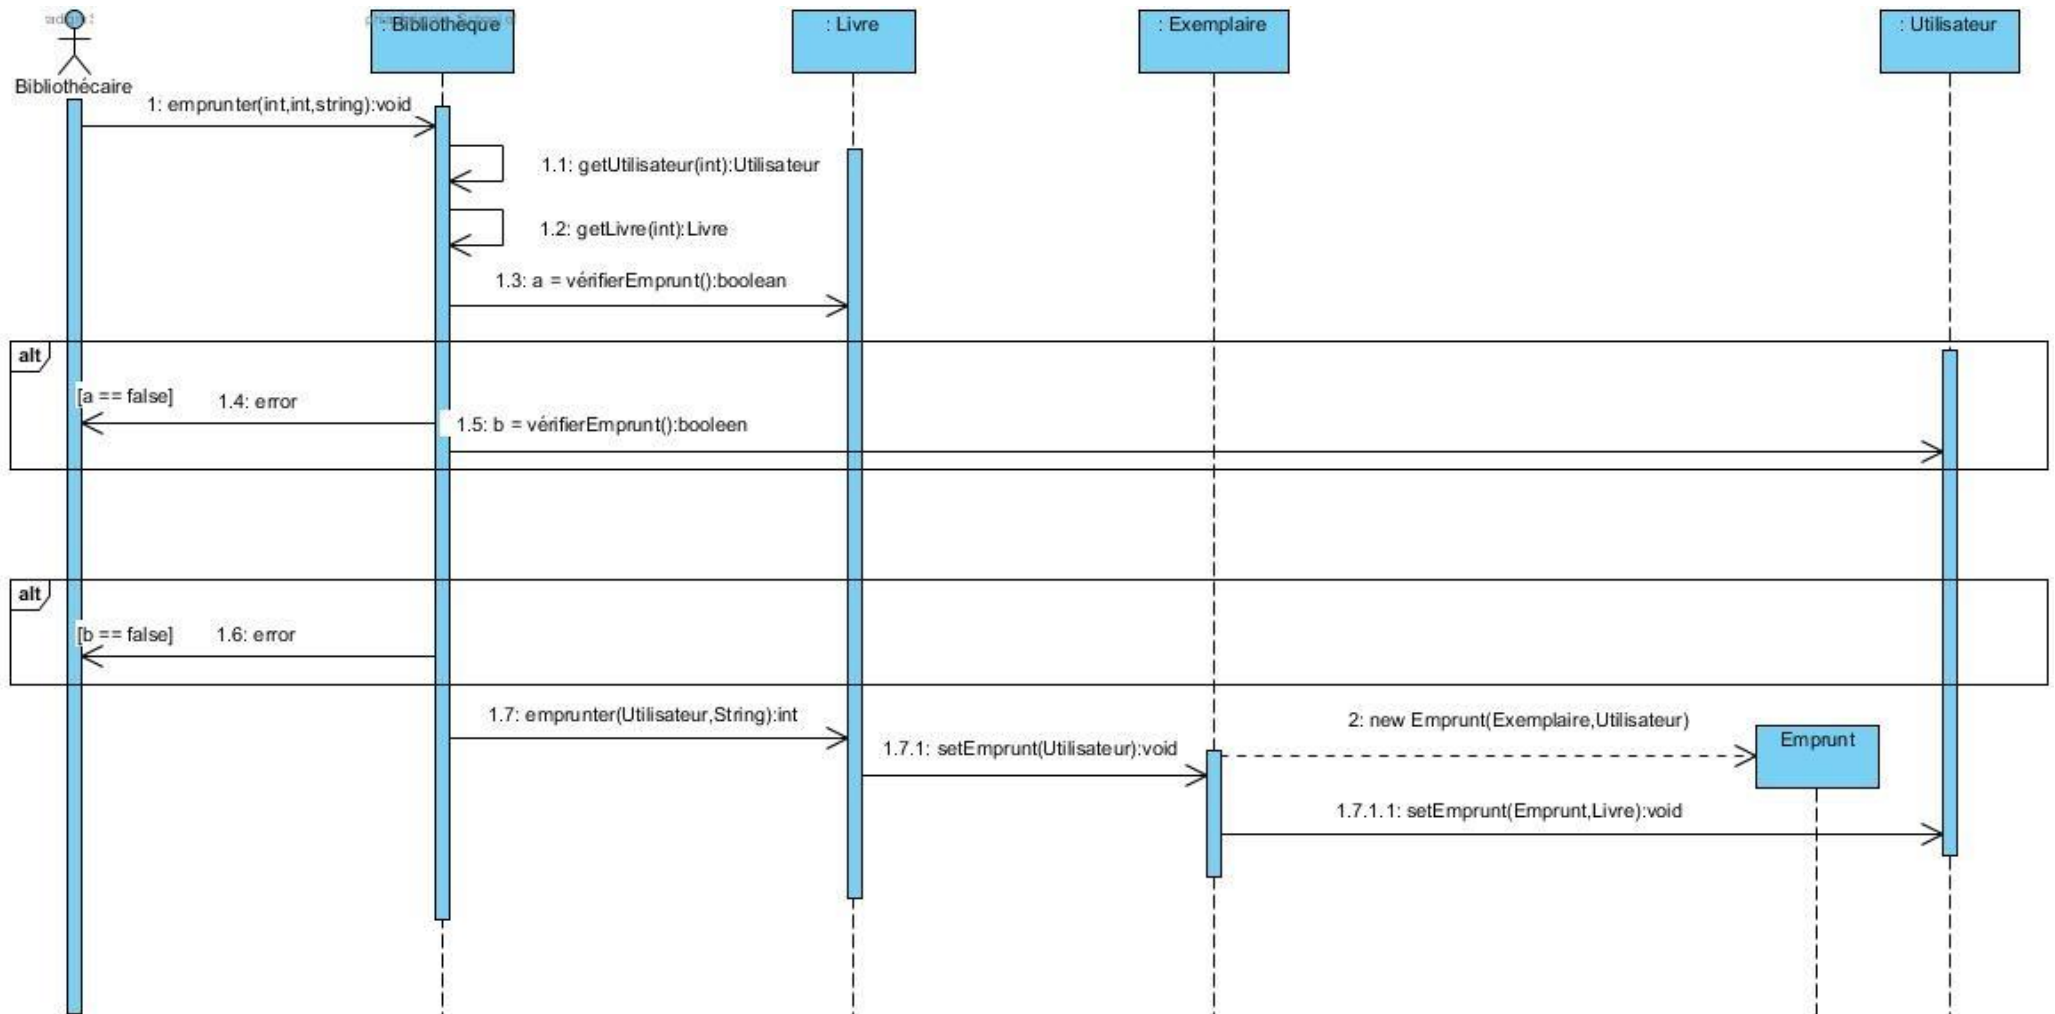 : Bibliothèque
: Livre
: Exemplaire
: Utilisateur
Bibliothécaire
1: emprunter(int,int,string):void
1.1: getUtilisateur(int):Utilisateur
1.2: getLivre(int):Livre
1.3: a = vérifierEmprunt():boolean
alt
[a == false]
1.4: error
1.5: b = vérifierEmprunt():booleen
alt
[b == false]
1.6: error
1.7: emprunter(Utilisateur,String):int
2: new Emprunt(Exemplaire,Utilisateur)
Emprunt
1.7.1: setEmprunt(Utilisateur):void
1.7.1.1: setEmprunt(Emprunt,Livre):void